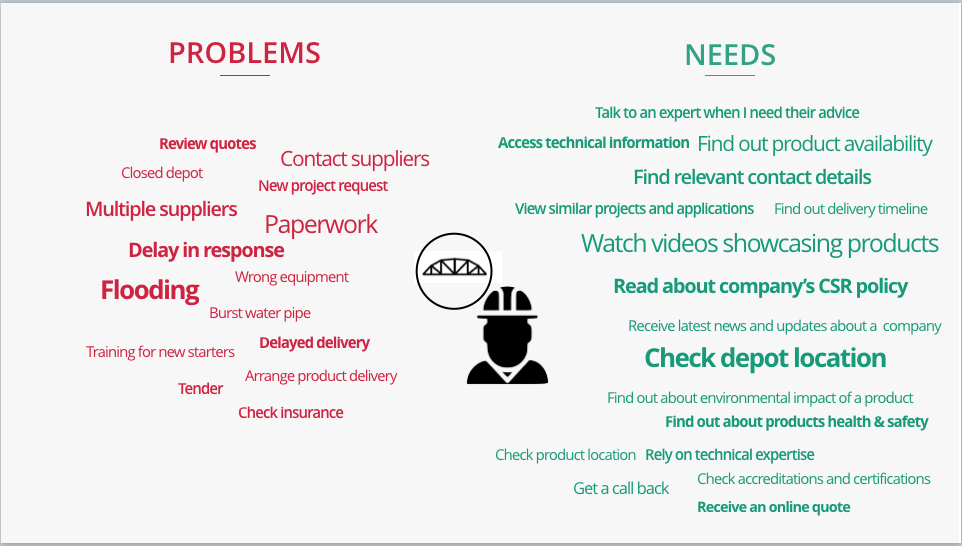 PROBLEMS
Review quotes
Contact suppliers
Closed depot
New project request
Multiple suppliers
Paperwork
Delay in response
Wrong equipment
Flooding
Burst water pipe
Delayed delivery
Training for new starters
Arrange product delivery
Tender
Check insurance
NEEDS
Talk to an expert when I need their advice
Access technical information
Find out product availability
Find relevant contact details
View similar projects and applications
Find out delivery timeline
Watch videos showcasing products
Read about company’s CSR policy
Receive latest news and updates about a company
Check depot location
Find out about environmental impact of a product
Find out about products health & safety
Check product location
Rely on technical expertise
Check accreditations and certifications
Get a call back
Receive an online quote